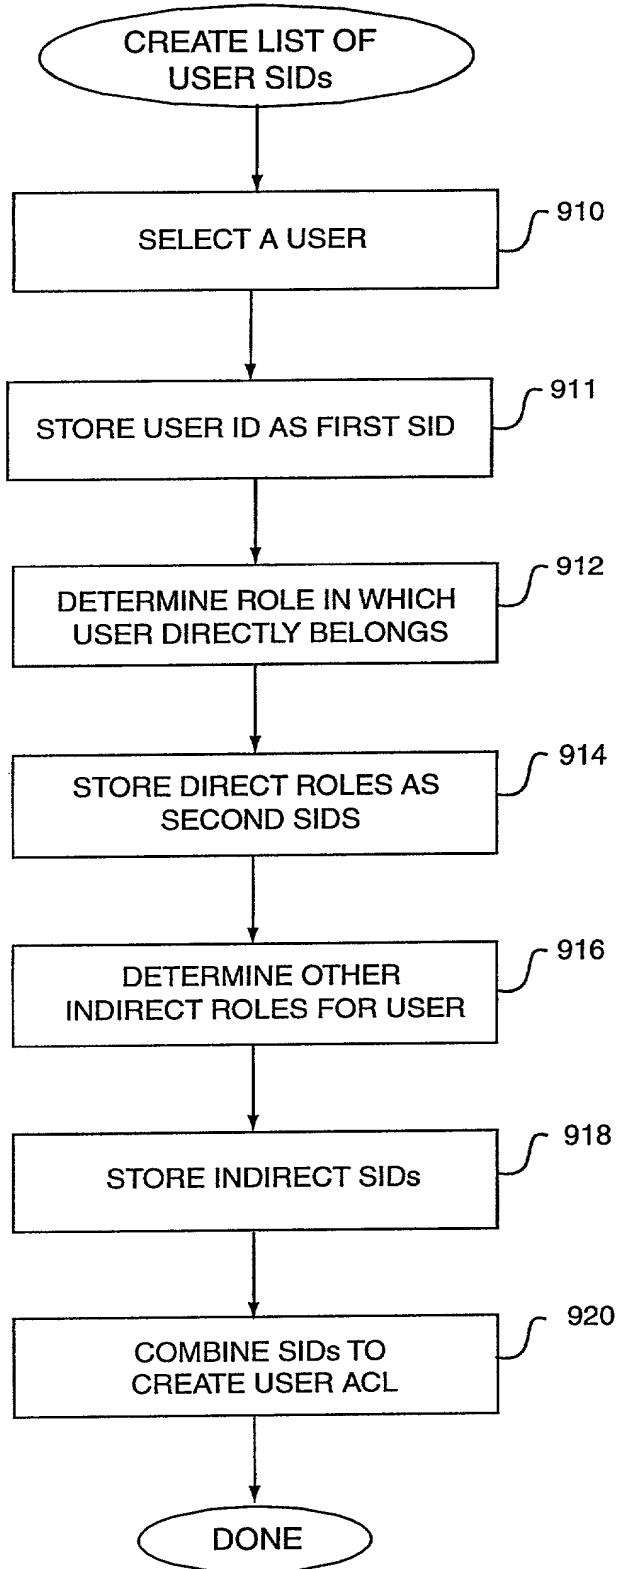 CREATE LIST OF
USER SIDs
SELECT A USER
910
STORE USER ID AS FIRST SID
911
DETERMINE ROLE IN WHICH
USER DIRECTLY BELONGS
912
STORE DIRECT ROLES AS
SECOND SIDS
914
DETERMINE OTHER
INDIRECT ROLES FOR USER
916
STORE INDIRECT SIDs
918
COMBINE SIDs TO
CREATE USER ACL
920
DONE